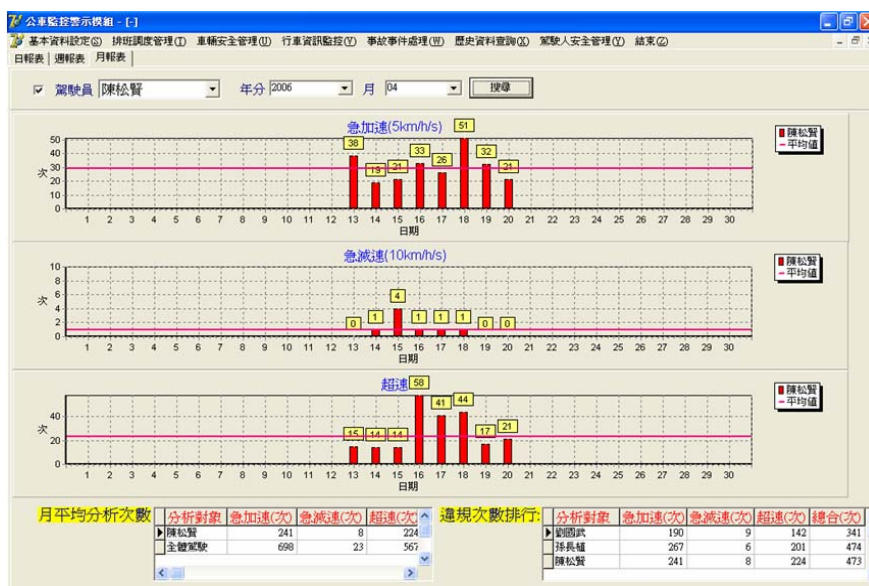 公車監控警示模組 - [-]
基本資料設定(S) 排班調度管理(T) 車輛安全管理(U) 行車資訊監控(V) 事故事件處理(W) 歷史資料查詢(X) 駕駛人安全管理(Y) 結束(Z)
日報表 週報表 月報表
駕駛員 陳松賢 年分 2006 月 04 搜尋
急加速(5km/h/s)
陳松賢
平均值
次
50
40
30
20
10
0
38 19 21 33 26 51 32 21
1 2 3 4 5 6 7 8 9 10 11 12 13 14 15 16 17 18 19 20 21 22 23 24 25 26 27 28 29 30
日期
急減速(10km/h/s)
陳松賢
平均值
次
10
8
6
4
2
0
0 1 4 1 1 1 0 0
1 2 3 4 5 6 7 8 9 10 11 12 13 14 15 16 17 18 19 20 21 22 23 24 25 26 27 28 29 30
日期
超速
陳松賢
平均值
次
40
20
0
15 14 14 58 41 44 17 21
1 2 3 4 5 6 7 8 9 10 11 12 13 14 15 16 17 18 19 20 21 22 23 24 25 26 27 28 29 30
日期
月平均分析次數
分析對象 急加速(次) 急減速(次) 超速(次)
陳松賢 241 8 224
全體駕駛 698 23 567
違規次數排行:
分析對象 急加速(次) 急減速(次) 超速(次) 總合(次)
劉國武 190 9 142 341
孫長植 267 6 201 474
陳松賢 241 8 224 473